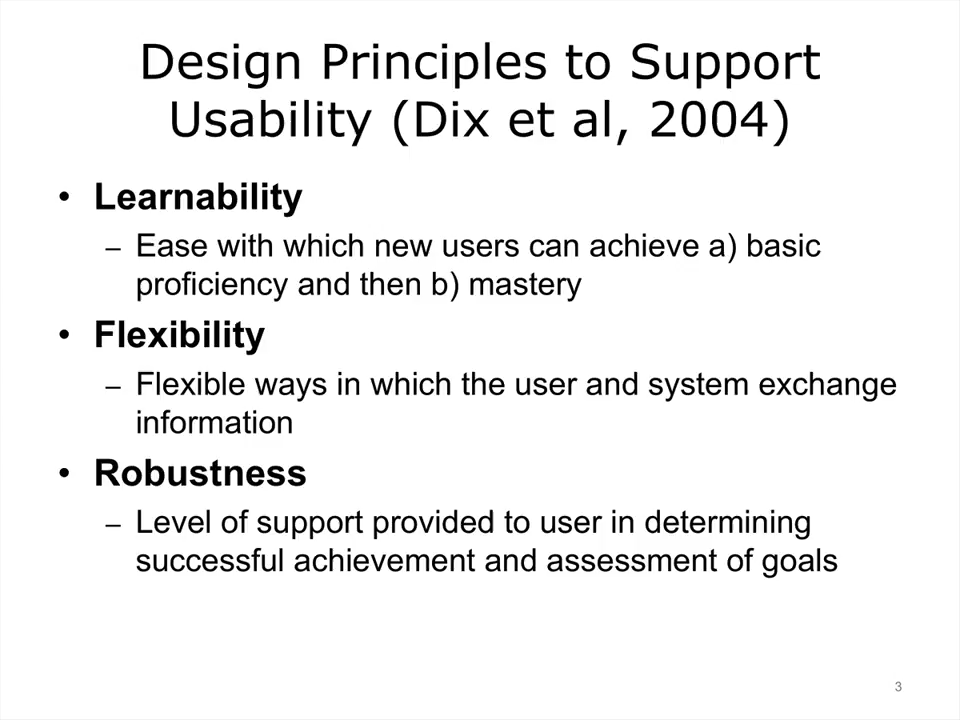 Design Principles to Support
Usability (Dix et al, 2004)
• Learnability
– Ease with which new users can achieve a) basic
proficiency and then b) mastery
• Flexibility
– Flexible ways in which the user and system exchange
information
• Robustness
– Level of support provided to user in determining
successful achievement and assessment of goals
3